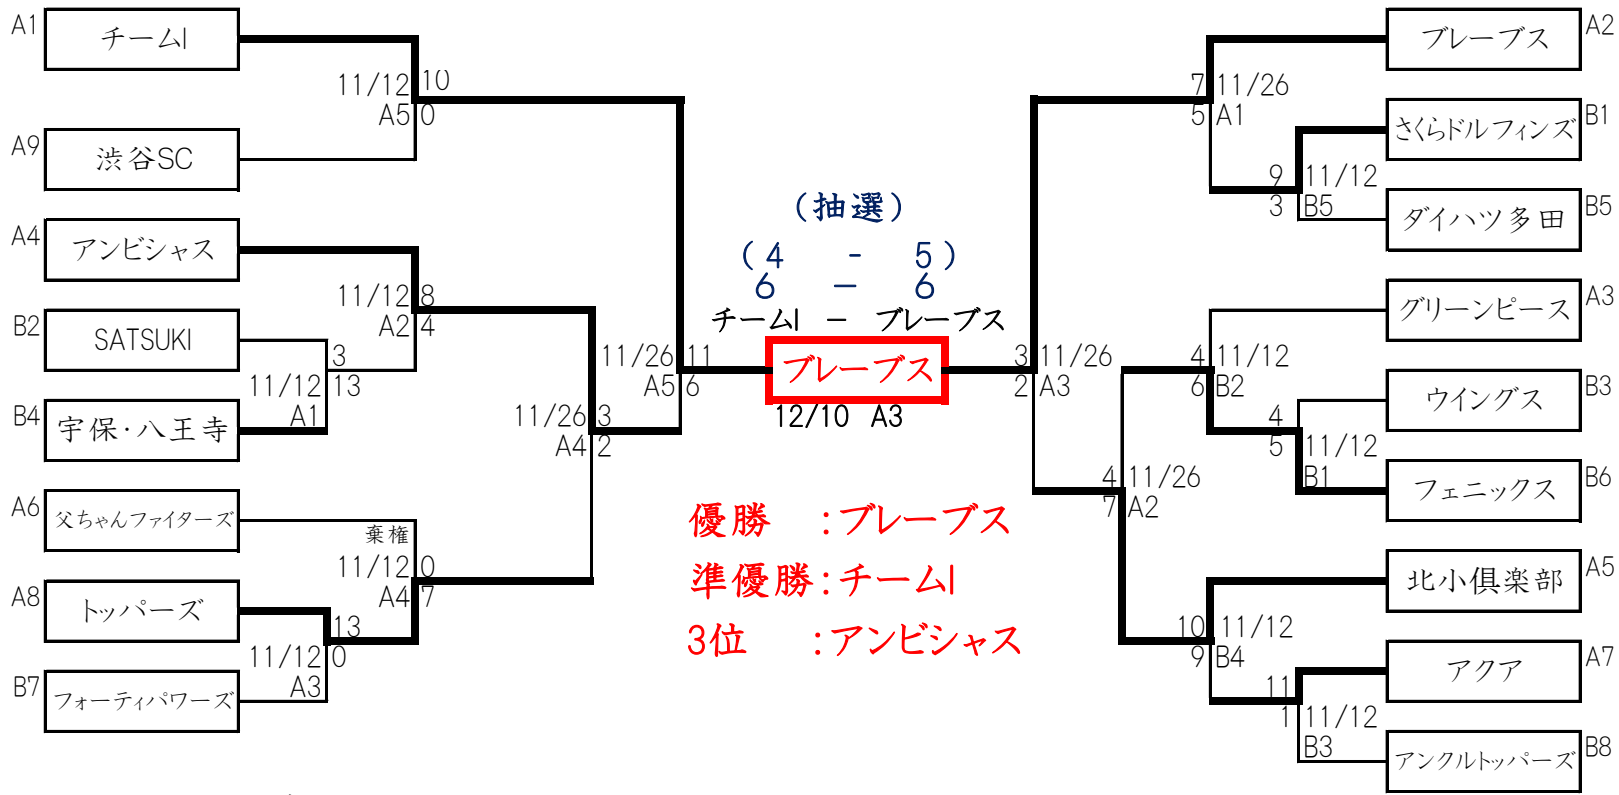 A1 チームI
11/12 10
A5 0
A9 渋谷SC
A4 アンビシャス
11/12 8
A2 4
B2 SATSUKI
3
11/12 13
A1
B4 宇保・八王寺
11/26 3
A4 2
11/26 11
A5 6
A6 父ちゃんファイターズ
棄権
11/12 0
A4 7
A8 トッパーズ
13
11/12 0
A3
B7 フォーティパワーズ
(抽選)
(4 - 5)
6 - 6
チームI - ブレーブス
ブレーブス
12/10 A3
優勝 :ブレーブス
準優勝:チームI
3位 :アンビシャス
ブレーブス A2
7 11/26
5 A1
さくらドルフィンズ B1
9 11/12
3 B5
ダイハツ多田 B5
グリーンピース A3
3 11/26
2 A3
4 11/12
6 B2
ウイングス B3
4
5 11/12
B1
フェニックス B6
4 11/26
7 A2
北小倶楽部 A5
10 11/12
9 B4
アクア A7
11
1 11/12
B3
アンクルトッパーズ B8